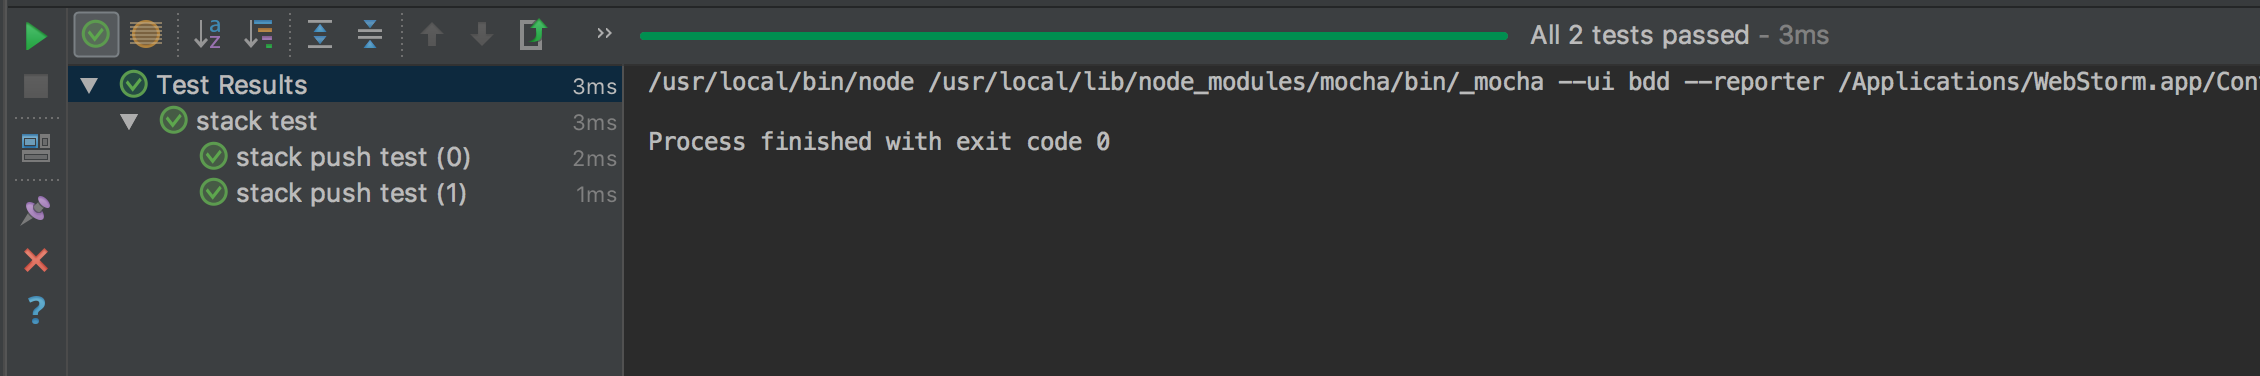 All 2 tests passed – 3ms
Test Results 3ms
stack test 3ms
stack push test (0) 2ms
stack push test (1) 1ms
/usr/local/bin/node /usr/local/lib/node_modules/mocha/bin/_mocha --ui bdd --reporter /Applications/WebStorm.app/Con
Process finished with exit code 0